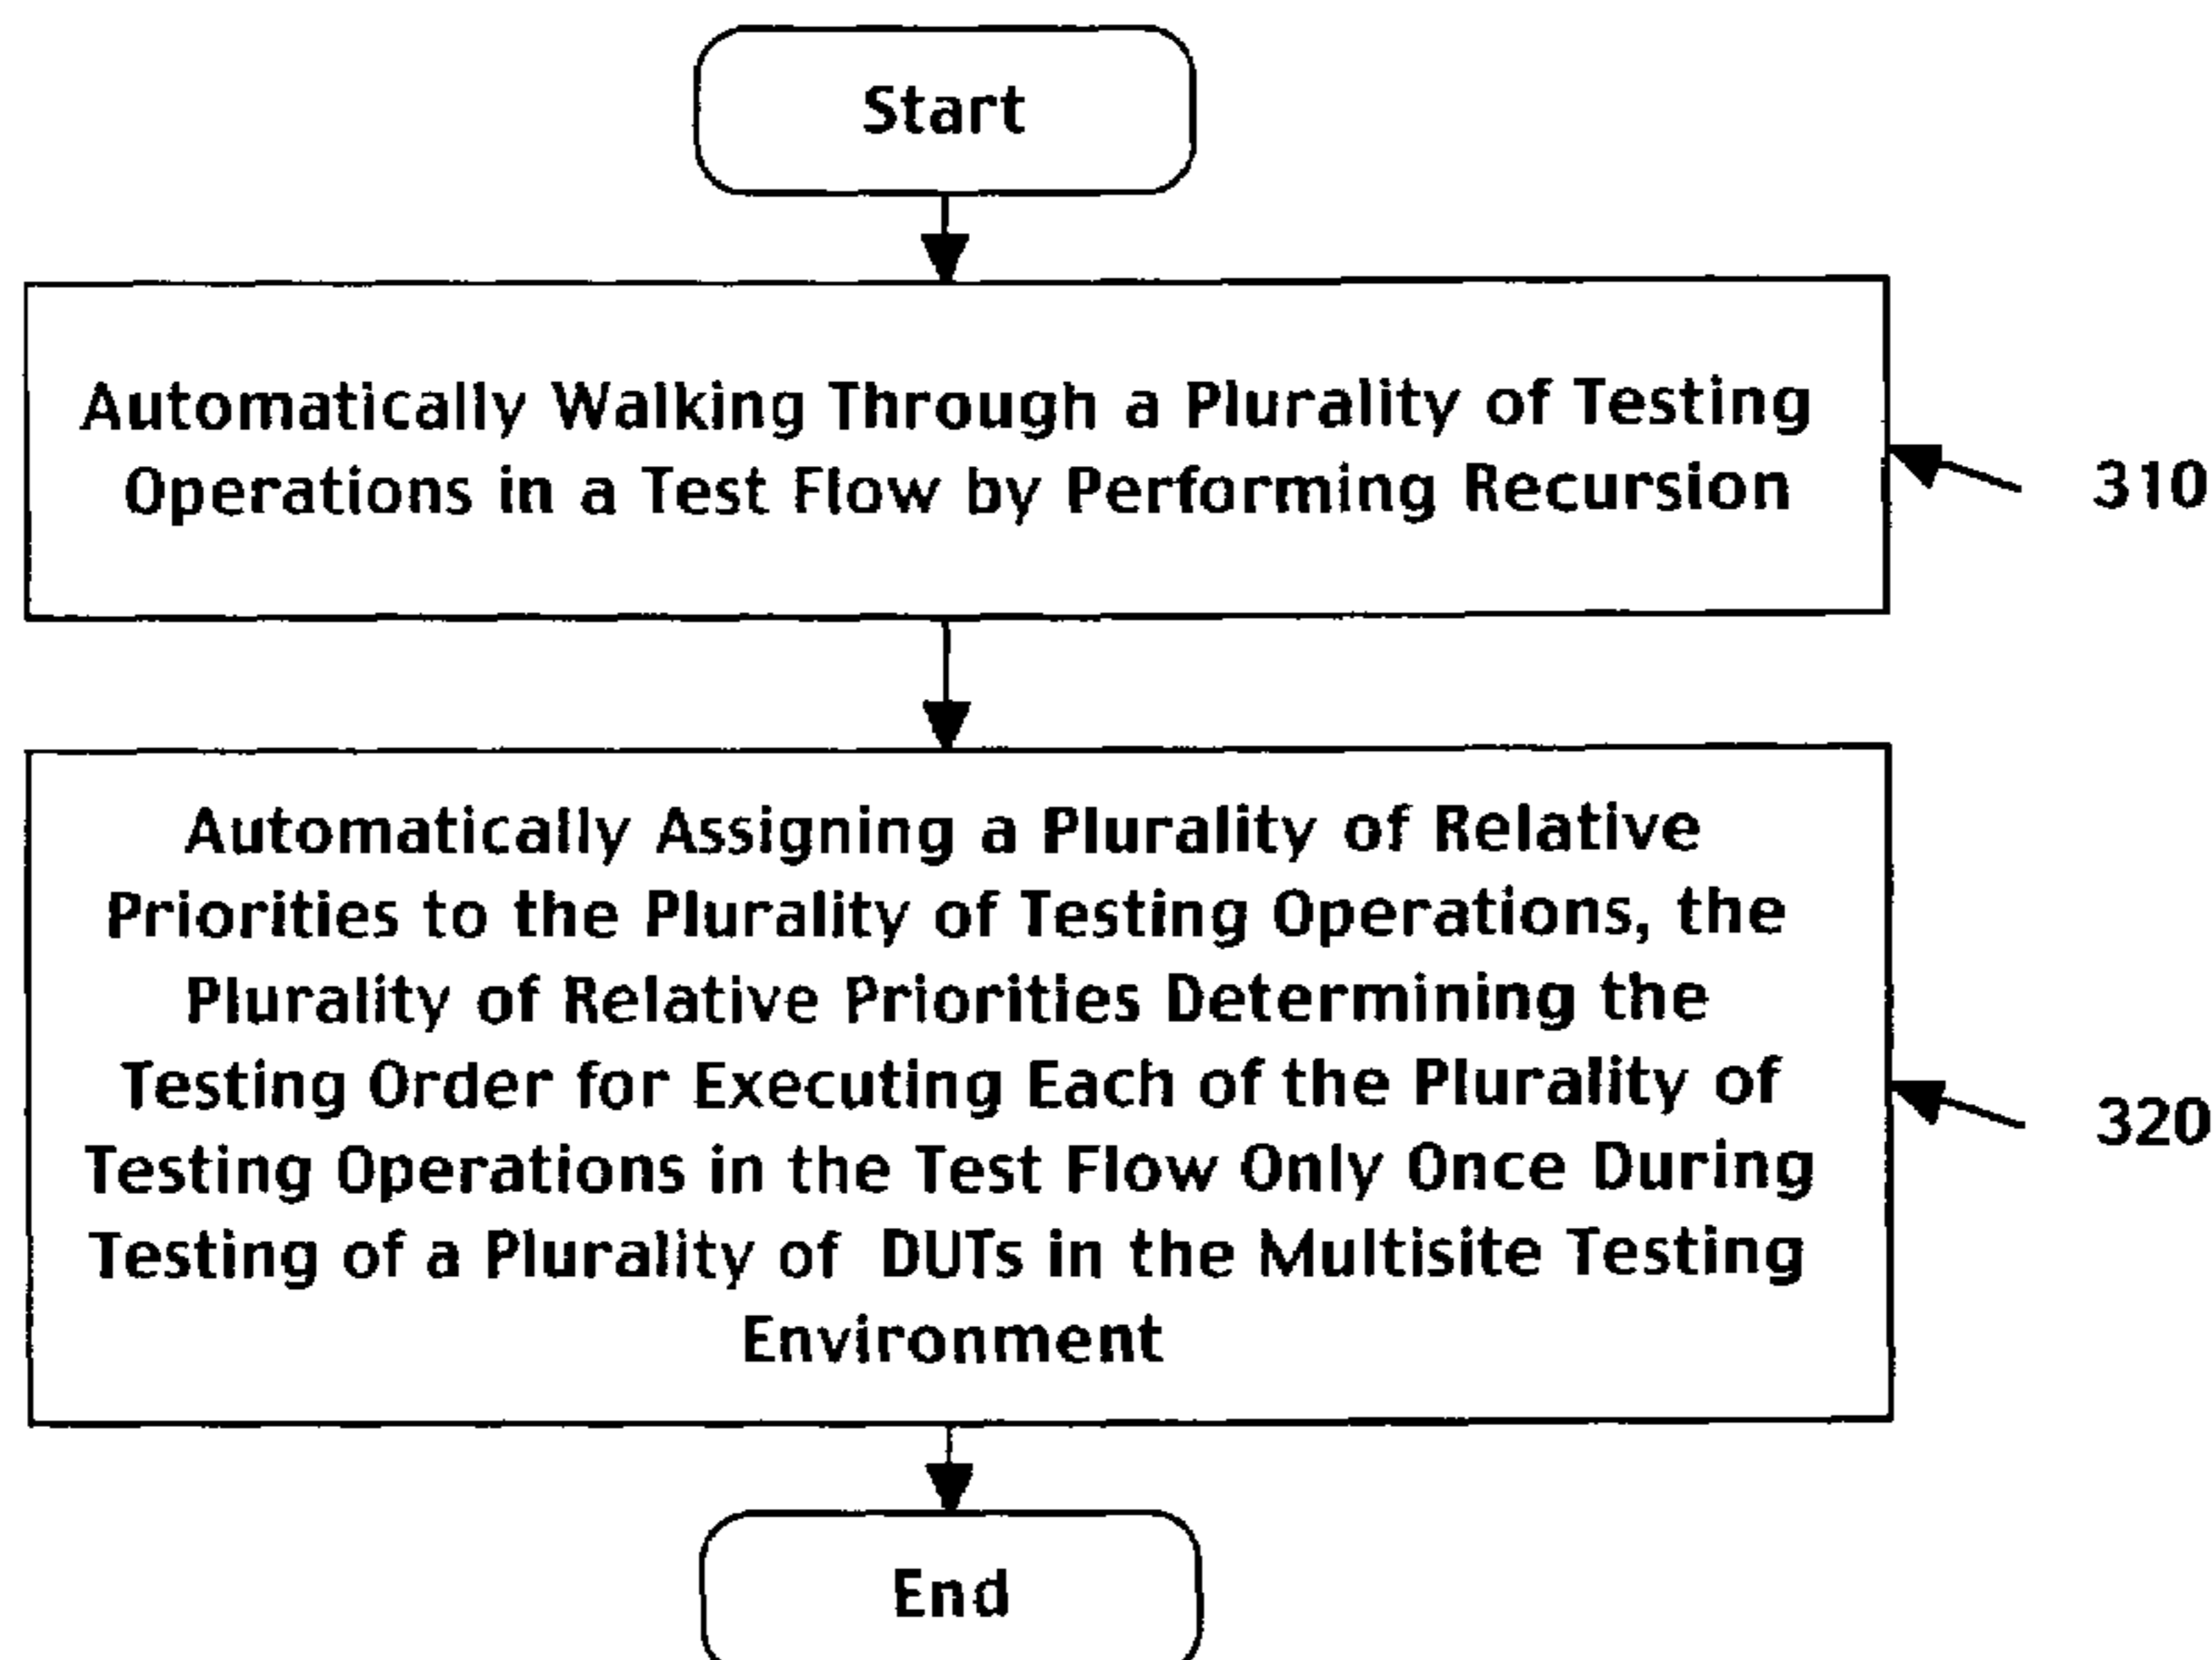 Start
Automatically Walking Through a Plurality of Testing
Operations in a Test Flow by Performing Recursion
310
Automatically Assigning a Plurality of Relative
Priorities to the Plurality of Testing Operations, the
Plurality of Relative Priorities Determining the
Testing Order for Executing Each of the Plurality of
Testing Operations in the Test Flow Only Once During
Testing of a Plurality of DUTs in the Multisite Testing
Environment
320
End